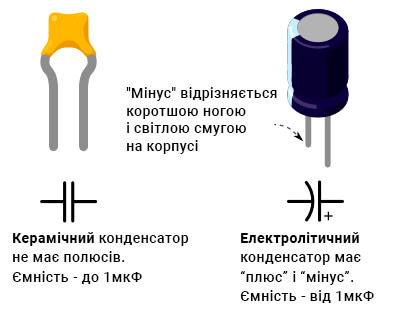 "Мінус" відрізняється
коротшою ногою
і світлою смугою
на корпусі
+
Керамічний конденсатор
не має полюсів.
Ємність - до 1мкФ
Електролітичний
конденсатор має
“плюс” і “мінус”.
Ємність - від 1мкФ